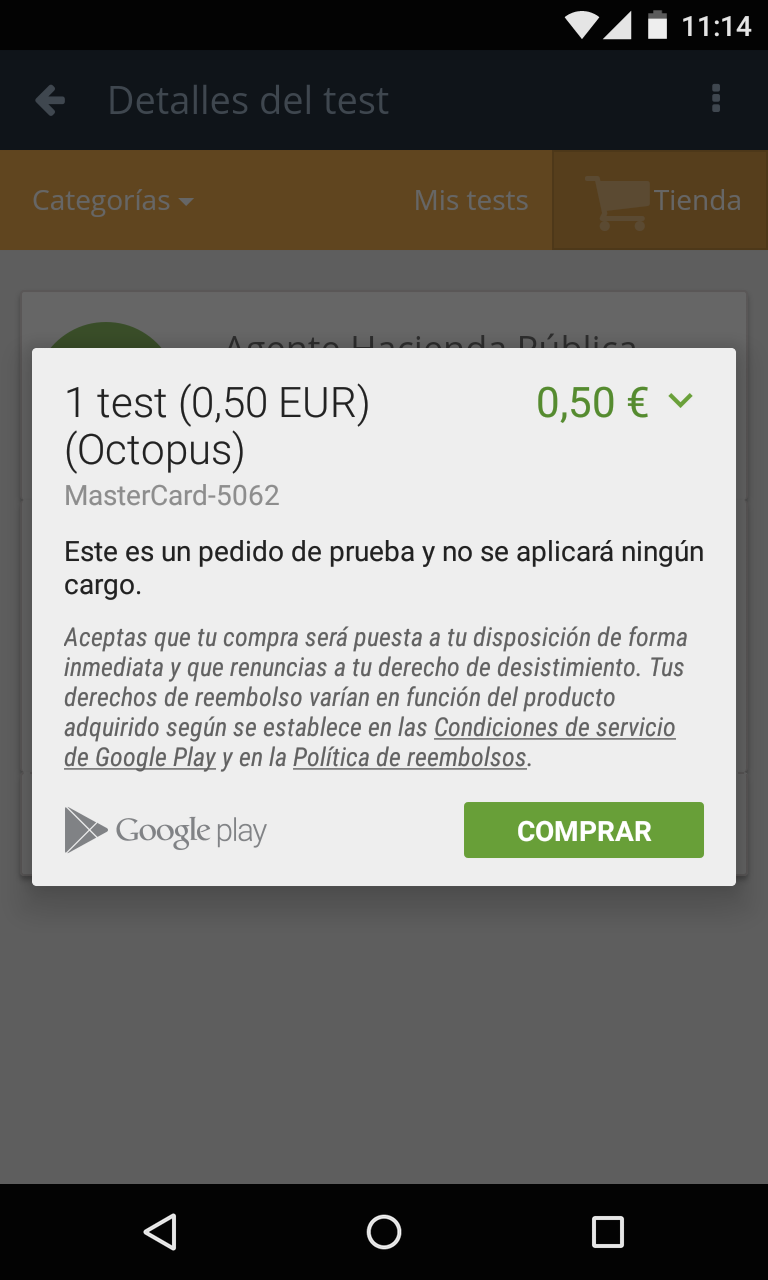 11:14
Detalles del test
Categorías
Mis tests
Tienda
Agente Hacienda Pública
1 test (0,50 EUR)
0,50 €
(Octopus)
MasterCard-5062
Este es un pedido de prueba y no se aplicará ningún
cargo.
Aceptas que tu compra será puesta a tu disposición de forma
inmediata y que renuncias a tu derecho de desistimiento. Tus
derechos de reembolso varían en función del producto
adquirido según se establece en las Condiciones de servicio
de Google Play y en la Política de reembolsos.
Google play
COMPRAR